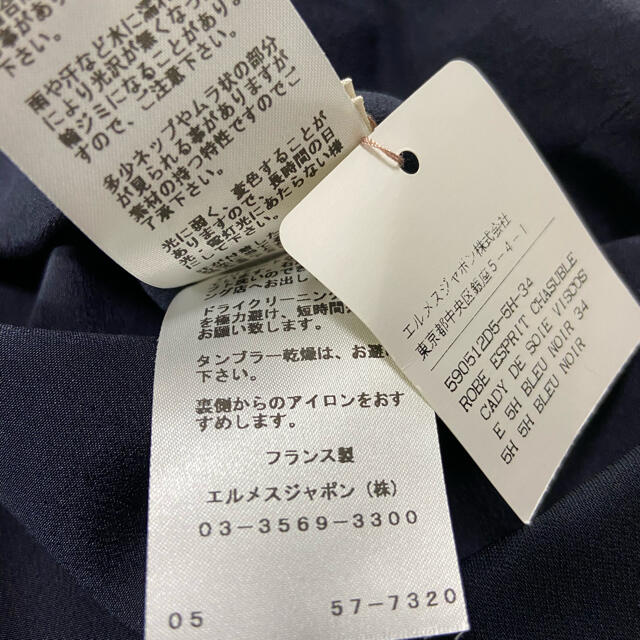 下さい。
雨や汗など水に濡れ
により光沢が無くなっ
輪ジミになることがあり
すので、ご注意下さい。
多少ネップやムラ状の部分
が見られる事がありますが
素材の持つ特性ですのでご
了承下さい。
光に弱く、変色することが
ありますので、長時間の日
光に
あたらない様
ドライクリーニング
を極力避け、短時間
お願い致します。
タンブラー乾燥は、お避け
下さい。
裏側からのアイロンをおす
すめします。
フランス製
エルメスジャポン(株)
03-3569-3300
05 57-7320
エルメスジャポン株式会社
東京都中央区銀座5-4-1
590512D5-5H-34
ROBE ESPRIT CHASUBLE
CADY DE SOIE VISCOS
E 5H BLEU NOIR 34
5H 5H BLEU NOIR